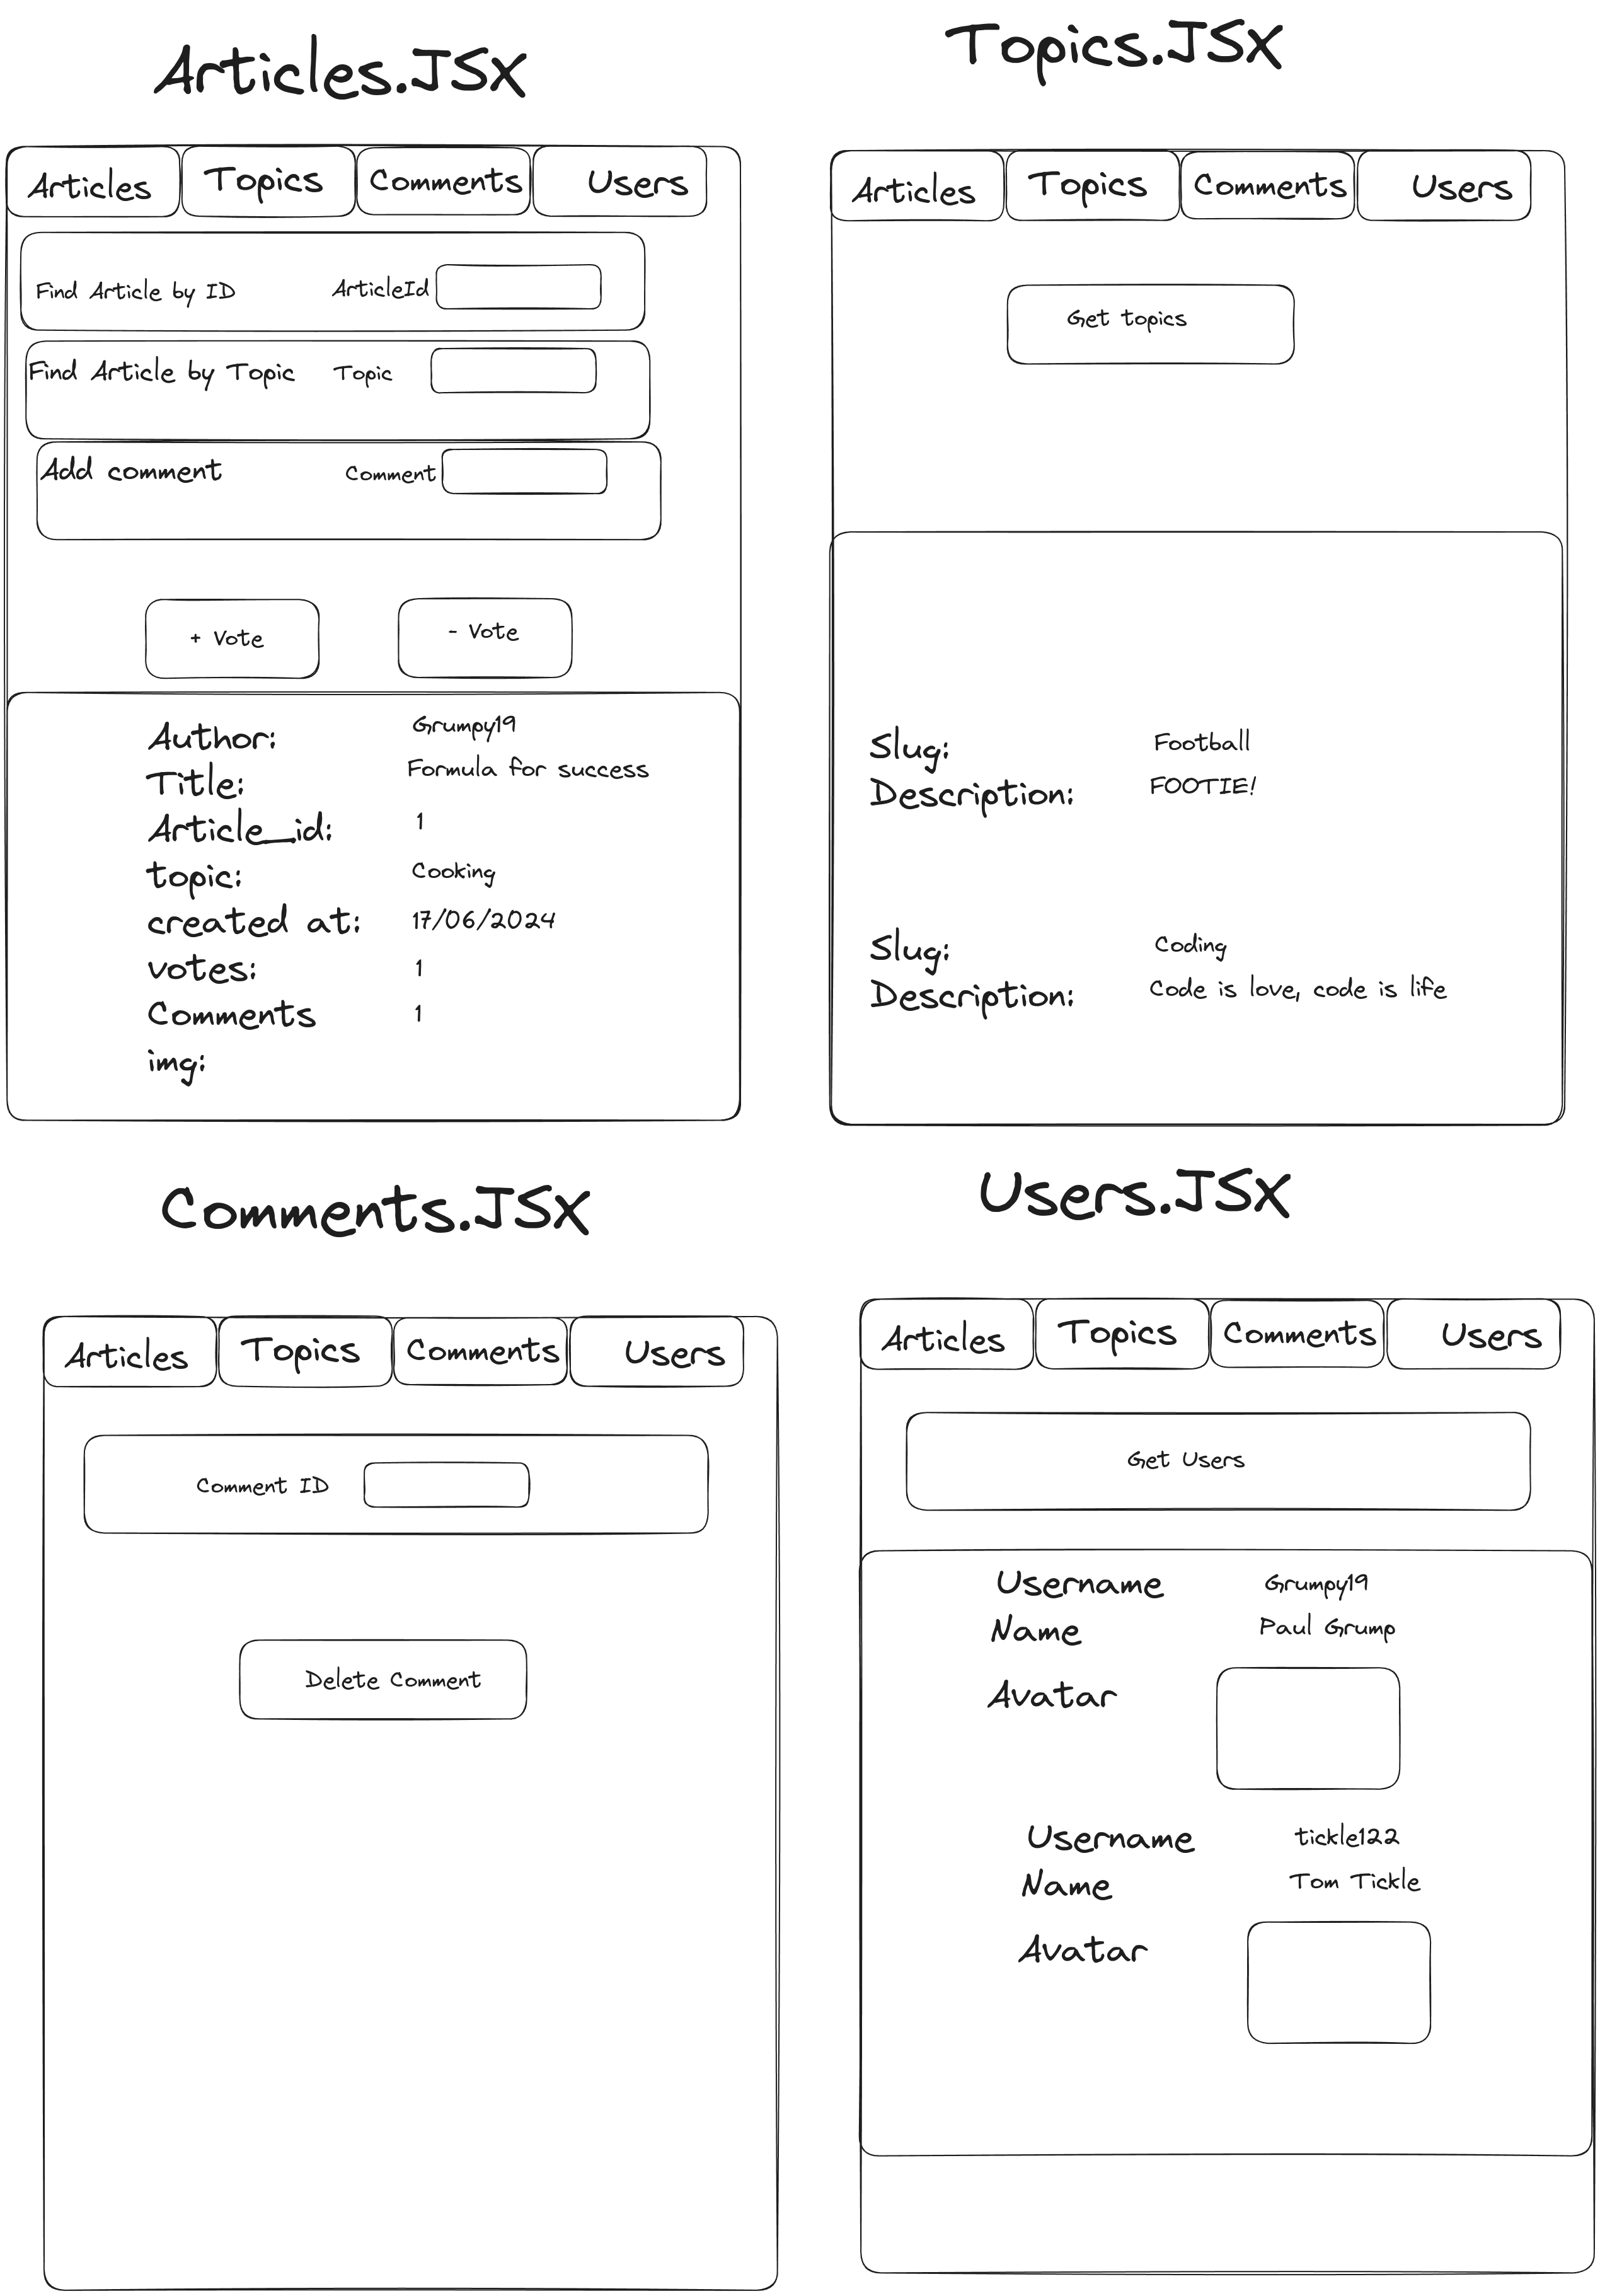 Articles.JSX
Articles Topics Comments Users
Find Article by ID ArticleId
Find Article by Topic Topic
Add comment Comment
+ Vote - Vote
Author: Grumpy19
Title: Formula for success
Article_id: 1
topic: Cooking
created at: 17/06/2024
votes: 1
Comments 1
img:
Topics.JSX
Articles Topics Comments Users
Get topics
Slug: Football
Description: FOOTIE!
Slug: Coding
Description: Code is love, code is life
Comments.JSX
Articles Topics Comments Users
Comment ID
Delete Comment
Users.JSX
Articles Topics Comments Users
Get Users
Username Grumpy19
Name Paul Grump
Avatar
Username tickle122
Name Tom Tickle
Avatar